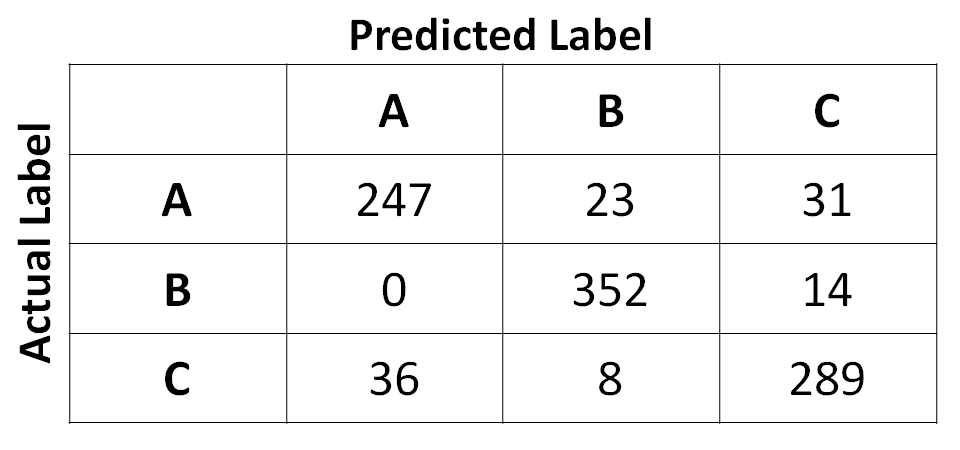 Predicted Label
Actual Label
A B C
A 247 23 31
B 0 352 14
C 36 8 289